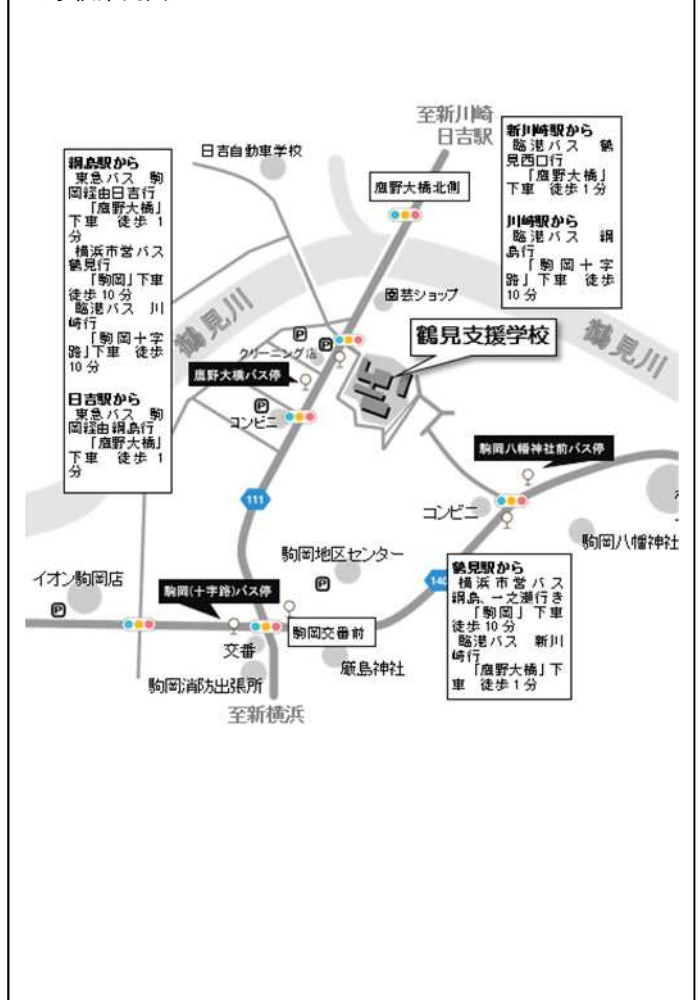 至新川崎
日吉駅
日吉自動車学校
鷹野大橋北側
新川崎駅から
臨港バス 鶴
見西口行
「鷹野大橋」
下車 徒歩1分
川崎駅から
臨港バス 綱
島行
「駒岡十字
路」下車 徒歩
10分
綱島駅から
東急バス 駒
岡経由日吉行
「鷹野大橋」
下車 徒歩 1
分
横浜市営バス
鶴見行
「駒岡」下車
徒歩10分
臨港バス 川
崎行
「駒岡十字
路」下車 徒歩
10分
日吉駅から
東急バス 駒
岡経由綱島行
「鷹野大橋」
下車 徒歩 1
分
鶴見川
園芸ショップ
鶴見支援学校
鶴見川
P
P
クリーニング店
鷹野大橋バス停
P
コンビニ
駒岡八幡神社前バス停
111
コンビニ
駒岡八幡神社
駒岡地区センター
P
140
イオン駒岡店
P
駒岡(十字路)バス停
駒岡交番前
交番
厳島神社
駒岡消防出張所
至新横浜
鶴見駅から
横浜市営バス
綱島、一之瀬行き
「駒岡」下車
徒歩10分
臨港バス 新川
崎行
「鷹野大橋」下
車 徒歩1分